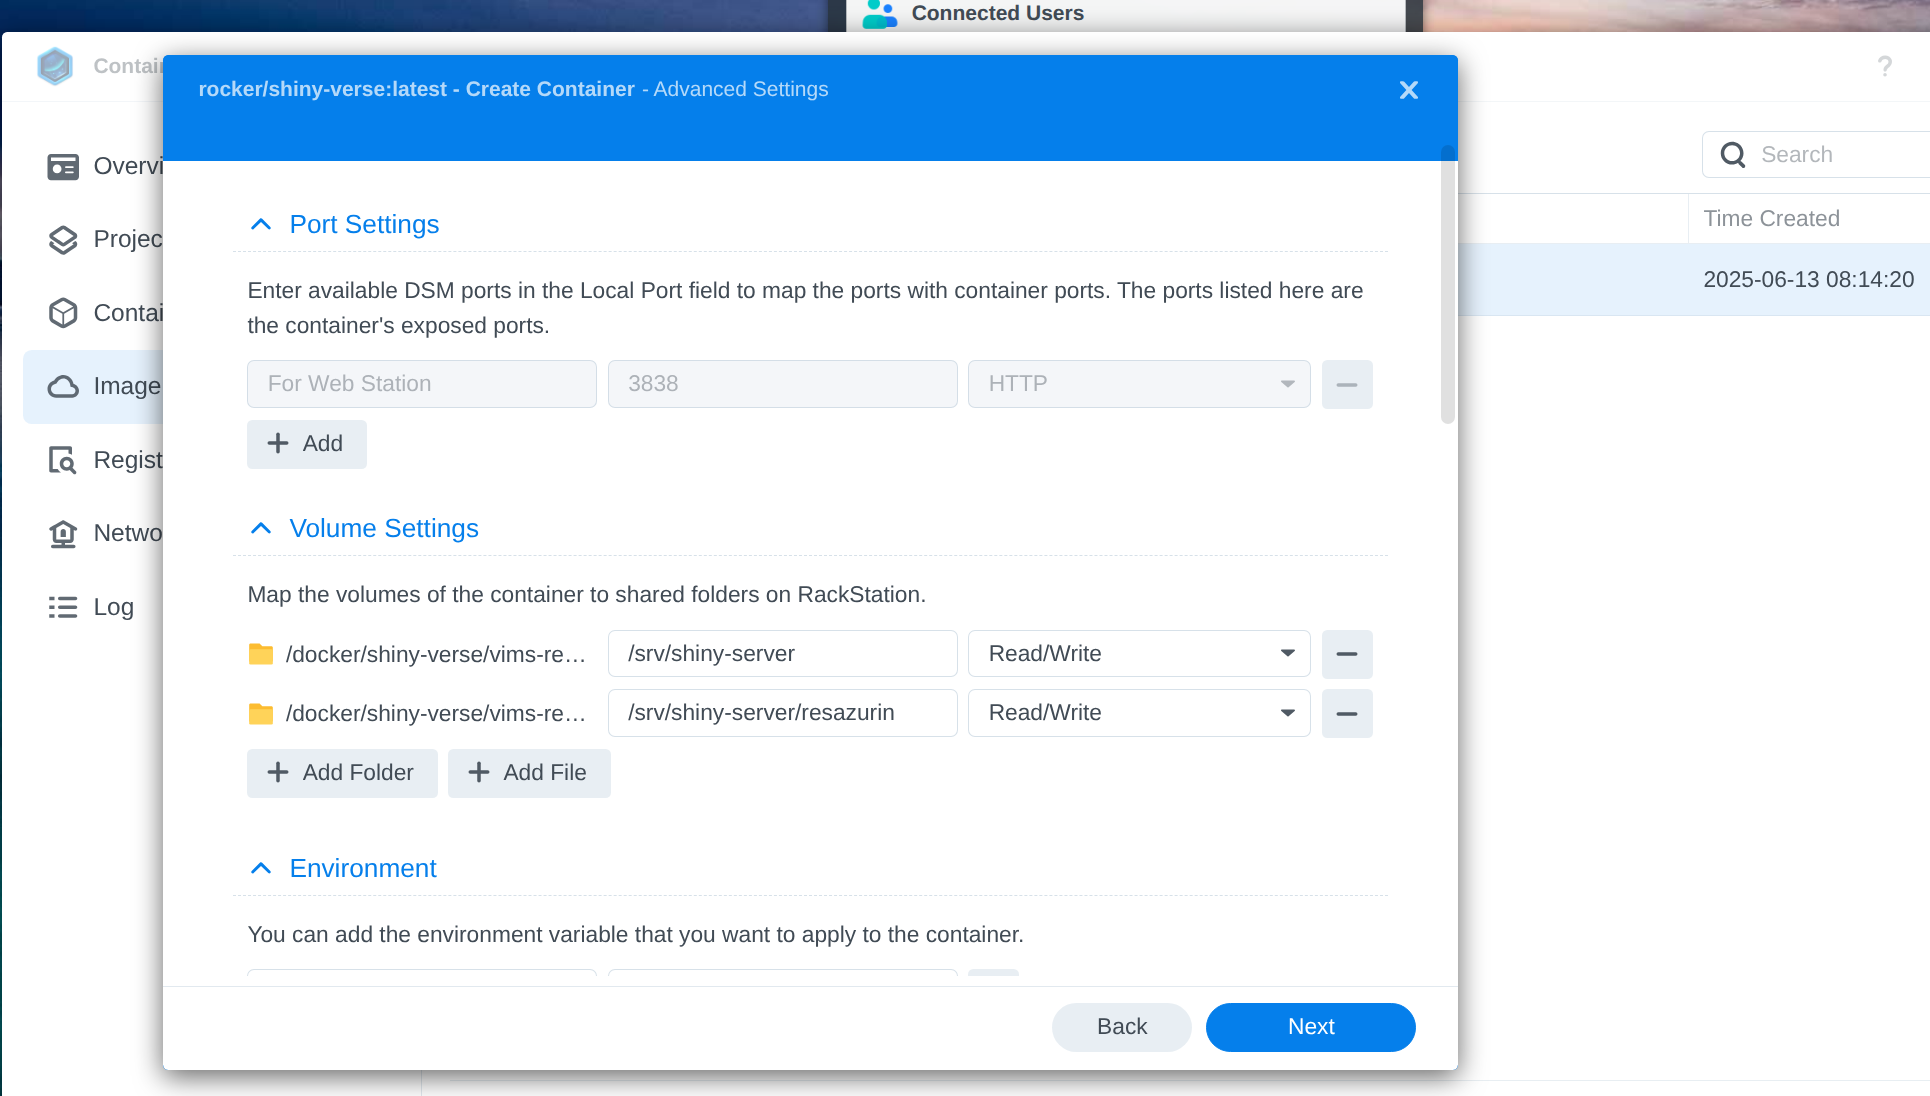 Connected Users
Contai
?
rocker/shiny-verse:latest - Create Container - Advanced Settings
Search
Overvi
Port Settings
Time Created
Projec
Enter available DSM ports in the Local Port field to map the ports with container ports. The ports listed here are
the container's exposed ports.
2025-06-13 08:14:20
Contai
For Web Station
3838
HTTP
Image
Add
Regist
Volume Settings
Netwo
Map the volumes of the container to shared folders on RackStation.
Log
/docker/shiny-verse/vims-re…
/srv/shiny-server
Read/Write
/docker/shiny-verse/vims-re…
/srv/shiny-server/resazurin
Read/Write
Add Folder
Add File
Environment
You can add the environment variable that you want to apply to the container.
Back
Next